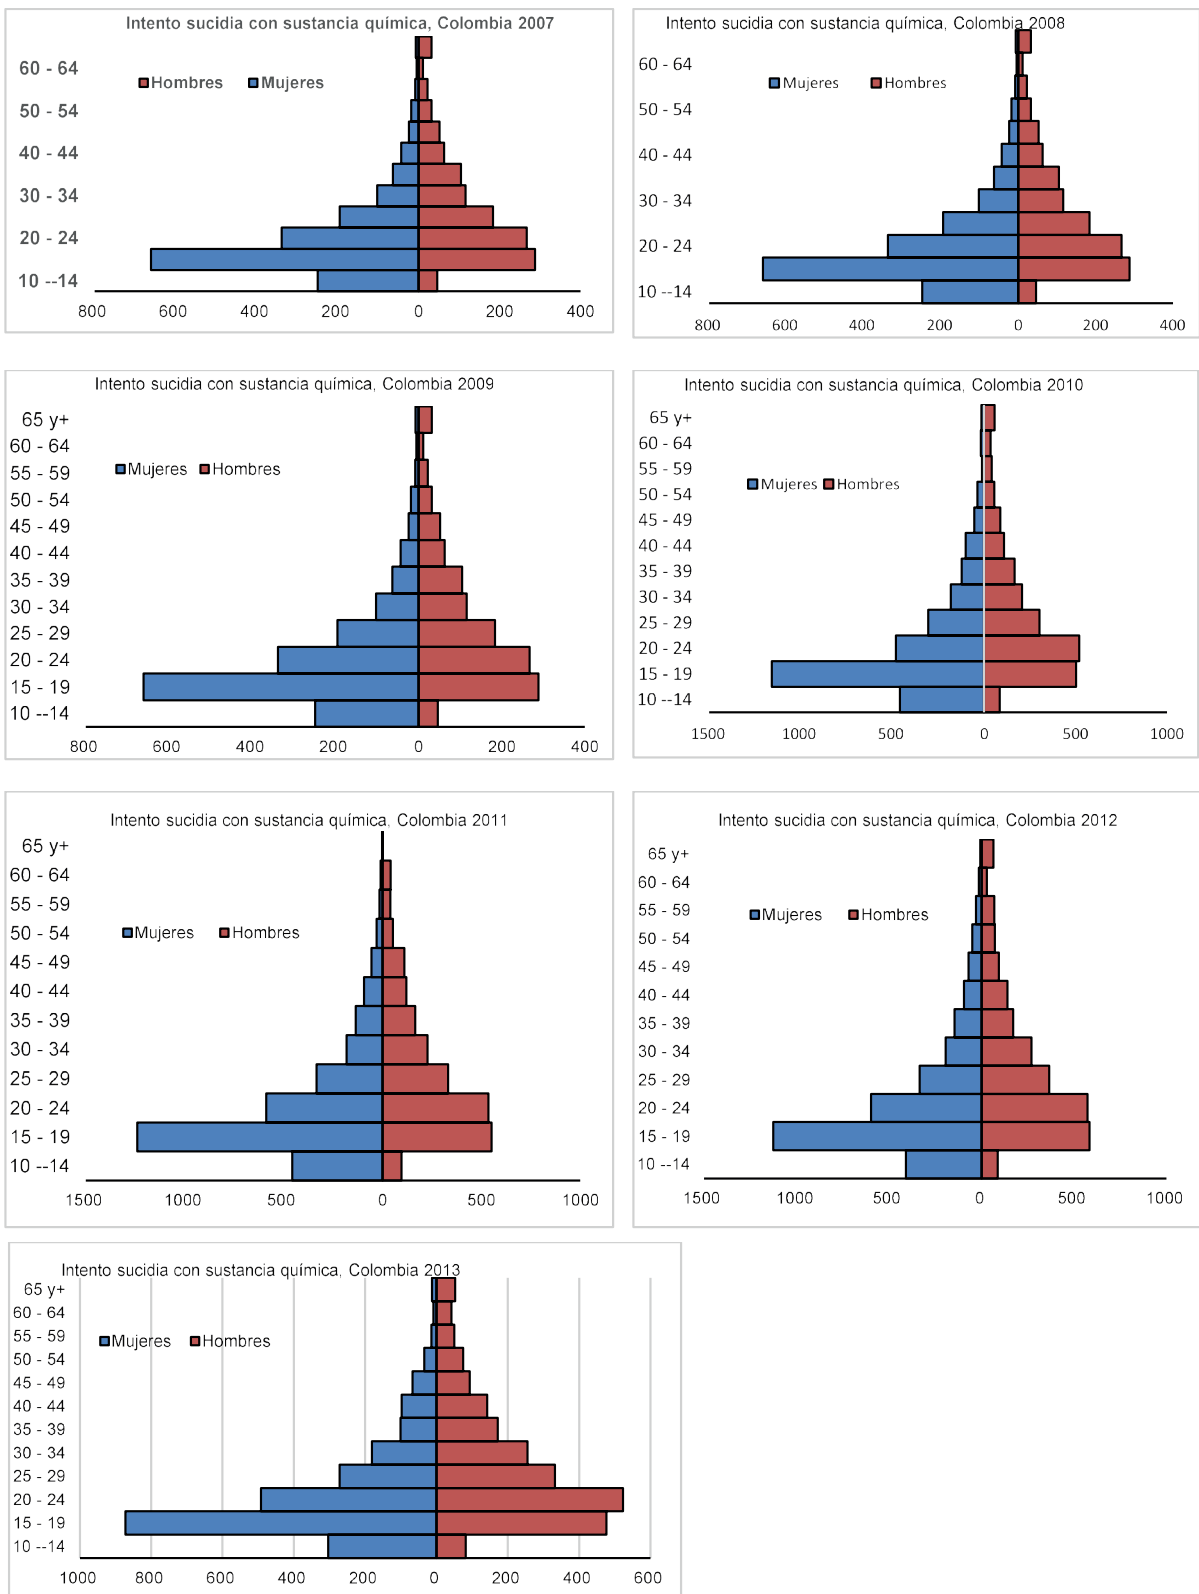 Intento sucidia con sustancia química, Colombia 2007
60 - 64
Hombres Mujeres
50 - 54
40 - 44
30 - 34
20 - 24
10 --14
800 600 400 200 0 200 400
Intento sucidia con sustancia química, Colombia 2008
60 - 64
Mujeres Hombres
50 - 54
40 - 44
30 - 34
20 - 24
10 --14
800 600 400 200 0 200 400
Intento sucidia con sustancia química, Colombia 2009
65 y+
60 - 64
Mujeres Hombres
55 - 59
50 - 54
45 - 49
40 - 44
35 - 39
30 - 34
25 - 29
20 - 24
15 - 19
10 --14
800 600 400 200 0 200 400
Intento sucidia con sustancia química, Colombia 2010
65 y+
60 - 64
55 - 59
Mujeres Hombres
50 - 54
45 - 49
40 - 44
35 - 39
30 - 34
25 - 29
20 - 24
15 - 19
10 --14
1500 1000 500 0 500 1000
Intento sucidia con sustancia química, Colombia 2011
65 y+
60 - 64
55 - 59
50 - 54
Mujeres Hombres
45 - 49
40 - 44
35 - 39
30 - 34
25 - 29
20 - 24
15 - 19
10 --14
1500 1000 500 0 500 1000
Intento sucidia con sustancia química, Colombia 2012
65 y+
60 - 64
55 - 59
Mujeres Hombres
50 - 54
45 - 49
40 - 44
35 - 39
30 - 34
25 - 29
20 - 24
15 - 19
10 --14
1500 1000 500 0 500 1000
Intento sucidia con sustancia química, Colombia 2013
65 y+
60 - 64
55 - 59
Mujeres Hombres
50 - 54
45 - 49
40 - 44
35 - 39
30 - 34
25 - 29
20 - 24
15 - 19
10 --14
1000 800 600 400 200 0 200 400 600